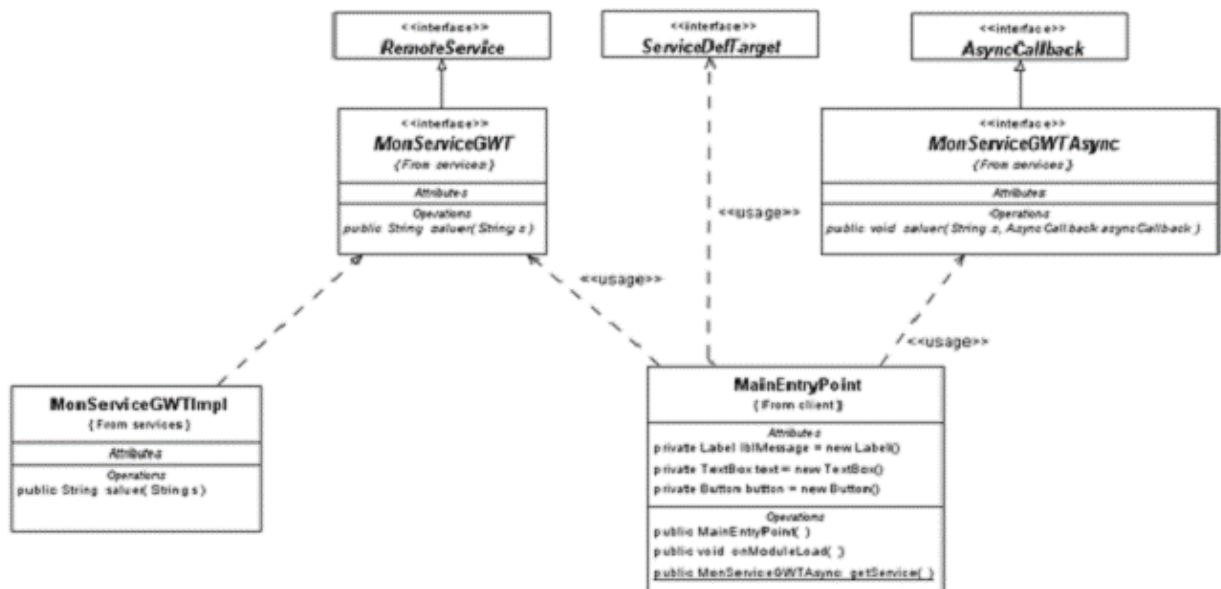 <<interface>>
RemoteService
<<interface>>
ServiceDefTarget
<<interface>>
AsyncCallback
<<interface>>
MonServiceGWT
{From services}
Attributes
Operations
public String saluer( String s )
<<interface>>
MonServiceGWTAsync
{From services}
Attributes
Operations
public void saluer( String s, AsyncCallback asyncCallback )
<<usage>>
<<usage>>
<<usage>>
MonServiceGWTImpl
{From services}
Attributes
Operations
public String saluer( String s )
MainEntryPoint
{From client}
Attributes
private Label lblMessage = new Label()
private TextBox text = new TextBox()
private Button button = new Button()
Operations
public MainEntryPoint( )
public void onModuleLoad( )
public MonServiceGWTAsync getService( )